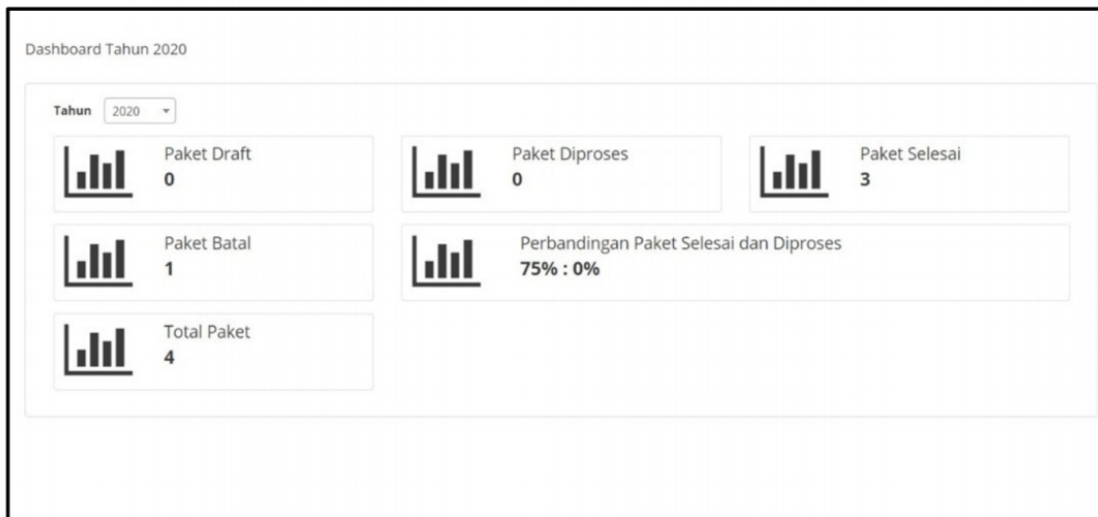 Dashboard Tahun 2020
Tahun 2020
Paket Draft
0
Paket Diproses
0
Paket Selesai
3
Paket Batal
1
Perbandingan Paket Selesai dan Diproses
75% : 0%
Total Paket
4